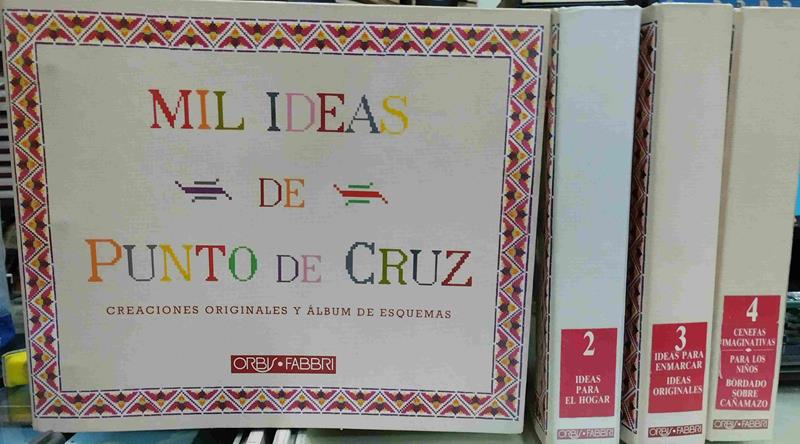 MIL IDEAS
DE
PUNTO DE CRUZ
CREACIONES ORIGINALES Y ÁLBUM DE ESQUEMAS
ORBIS•FABBRI
2
IDEAS
PARA
EL HOGAR
ORBIS•FABBRI
3
IDEAS PARA
ENMARCAR
IDEAS
ORIGINALES
ORBIS•FABBRI
4
CENEFAS
IMAGINATIVAS
PARA LOS
NIÑOS
BORDADO
SOBRE
CAÑAMAZO
ORBIS•FABBRI